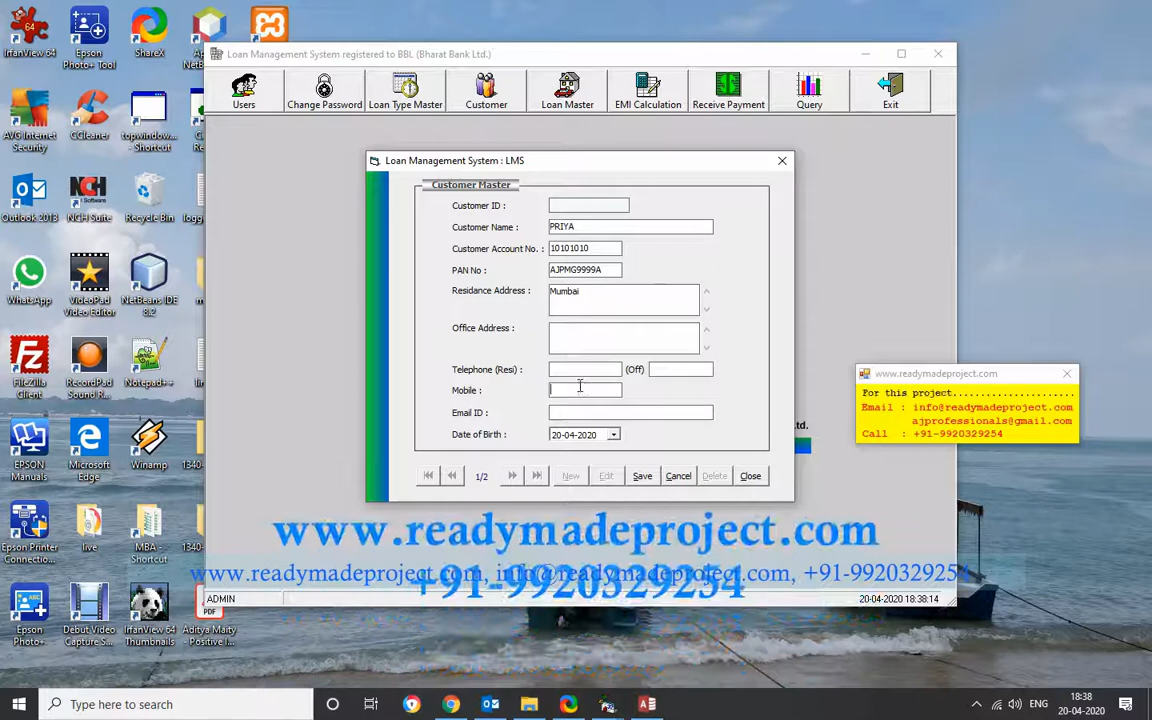 IrfanView 64
Epson Photo+ Tool
ShareX
Loan Management System registered to BBL (Bharat Bank Ltd.)
Users
Change Password
Loan Type Master
Customer
Loan Master
EMI Calculation
Receive Payment
Query
Exit
AVG Internet Security
CCleaner
topwindow... - Shortcut
Loan Management System : LMS
Customer Master
Customer ID :
Customer Name : PRIYA
Customer Account No. : 10101010
PAN No : AJPMG9999A
Residance Address : Mumbai
Office Address :
Telephone (Resi) : (Off)
Mobile :
Email ID :
Date of Birth : 20-04-2020
1/2 New Edit Save Cancel Delete Close
Outlook 2013
NCH Suite
Recycle Bin
WhatsApp
VideoPad Video Editor
NetBeans IDE 8.2
FileZilla Client
RecordPad Sound R...
Notepad++
EPSON Manuals
Microsoft Edge
Winamp
Epson Printer Connectio...
live
MBA - Shortcut
Epson Photo+
Debut Video Capture S...
IrfanView 64 Thumbnails
PDF
Aditya Maity - Positive I...
td.
www.readymadeproject.com
For this project.....................
Email : info@readymadeproject.com
ajprofessionals@gmail.com
Call : +91-9920329254
www.readymadeproject.com
www.readymadeproject.com, info@readymadeproject.com, +91-9920329254
+91-9920329254
ADMIN
20-04-2020 18:38:14
Type here to search
ENG
18:38
20-04-2020